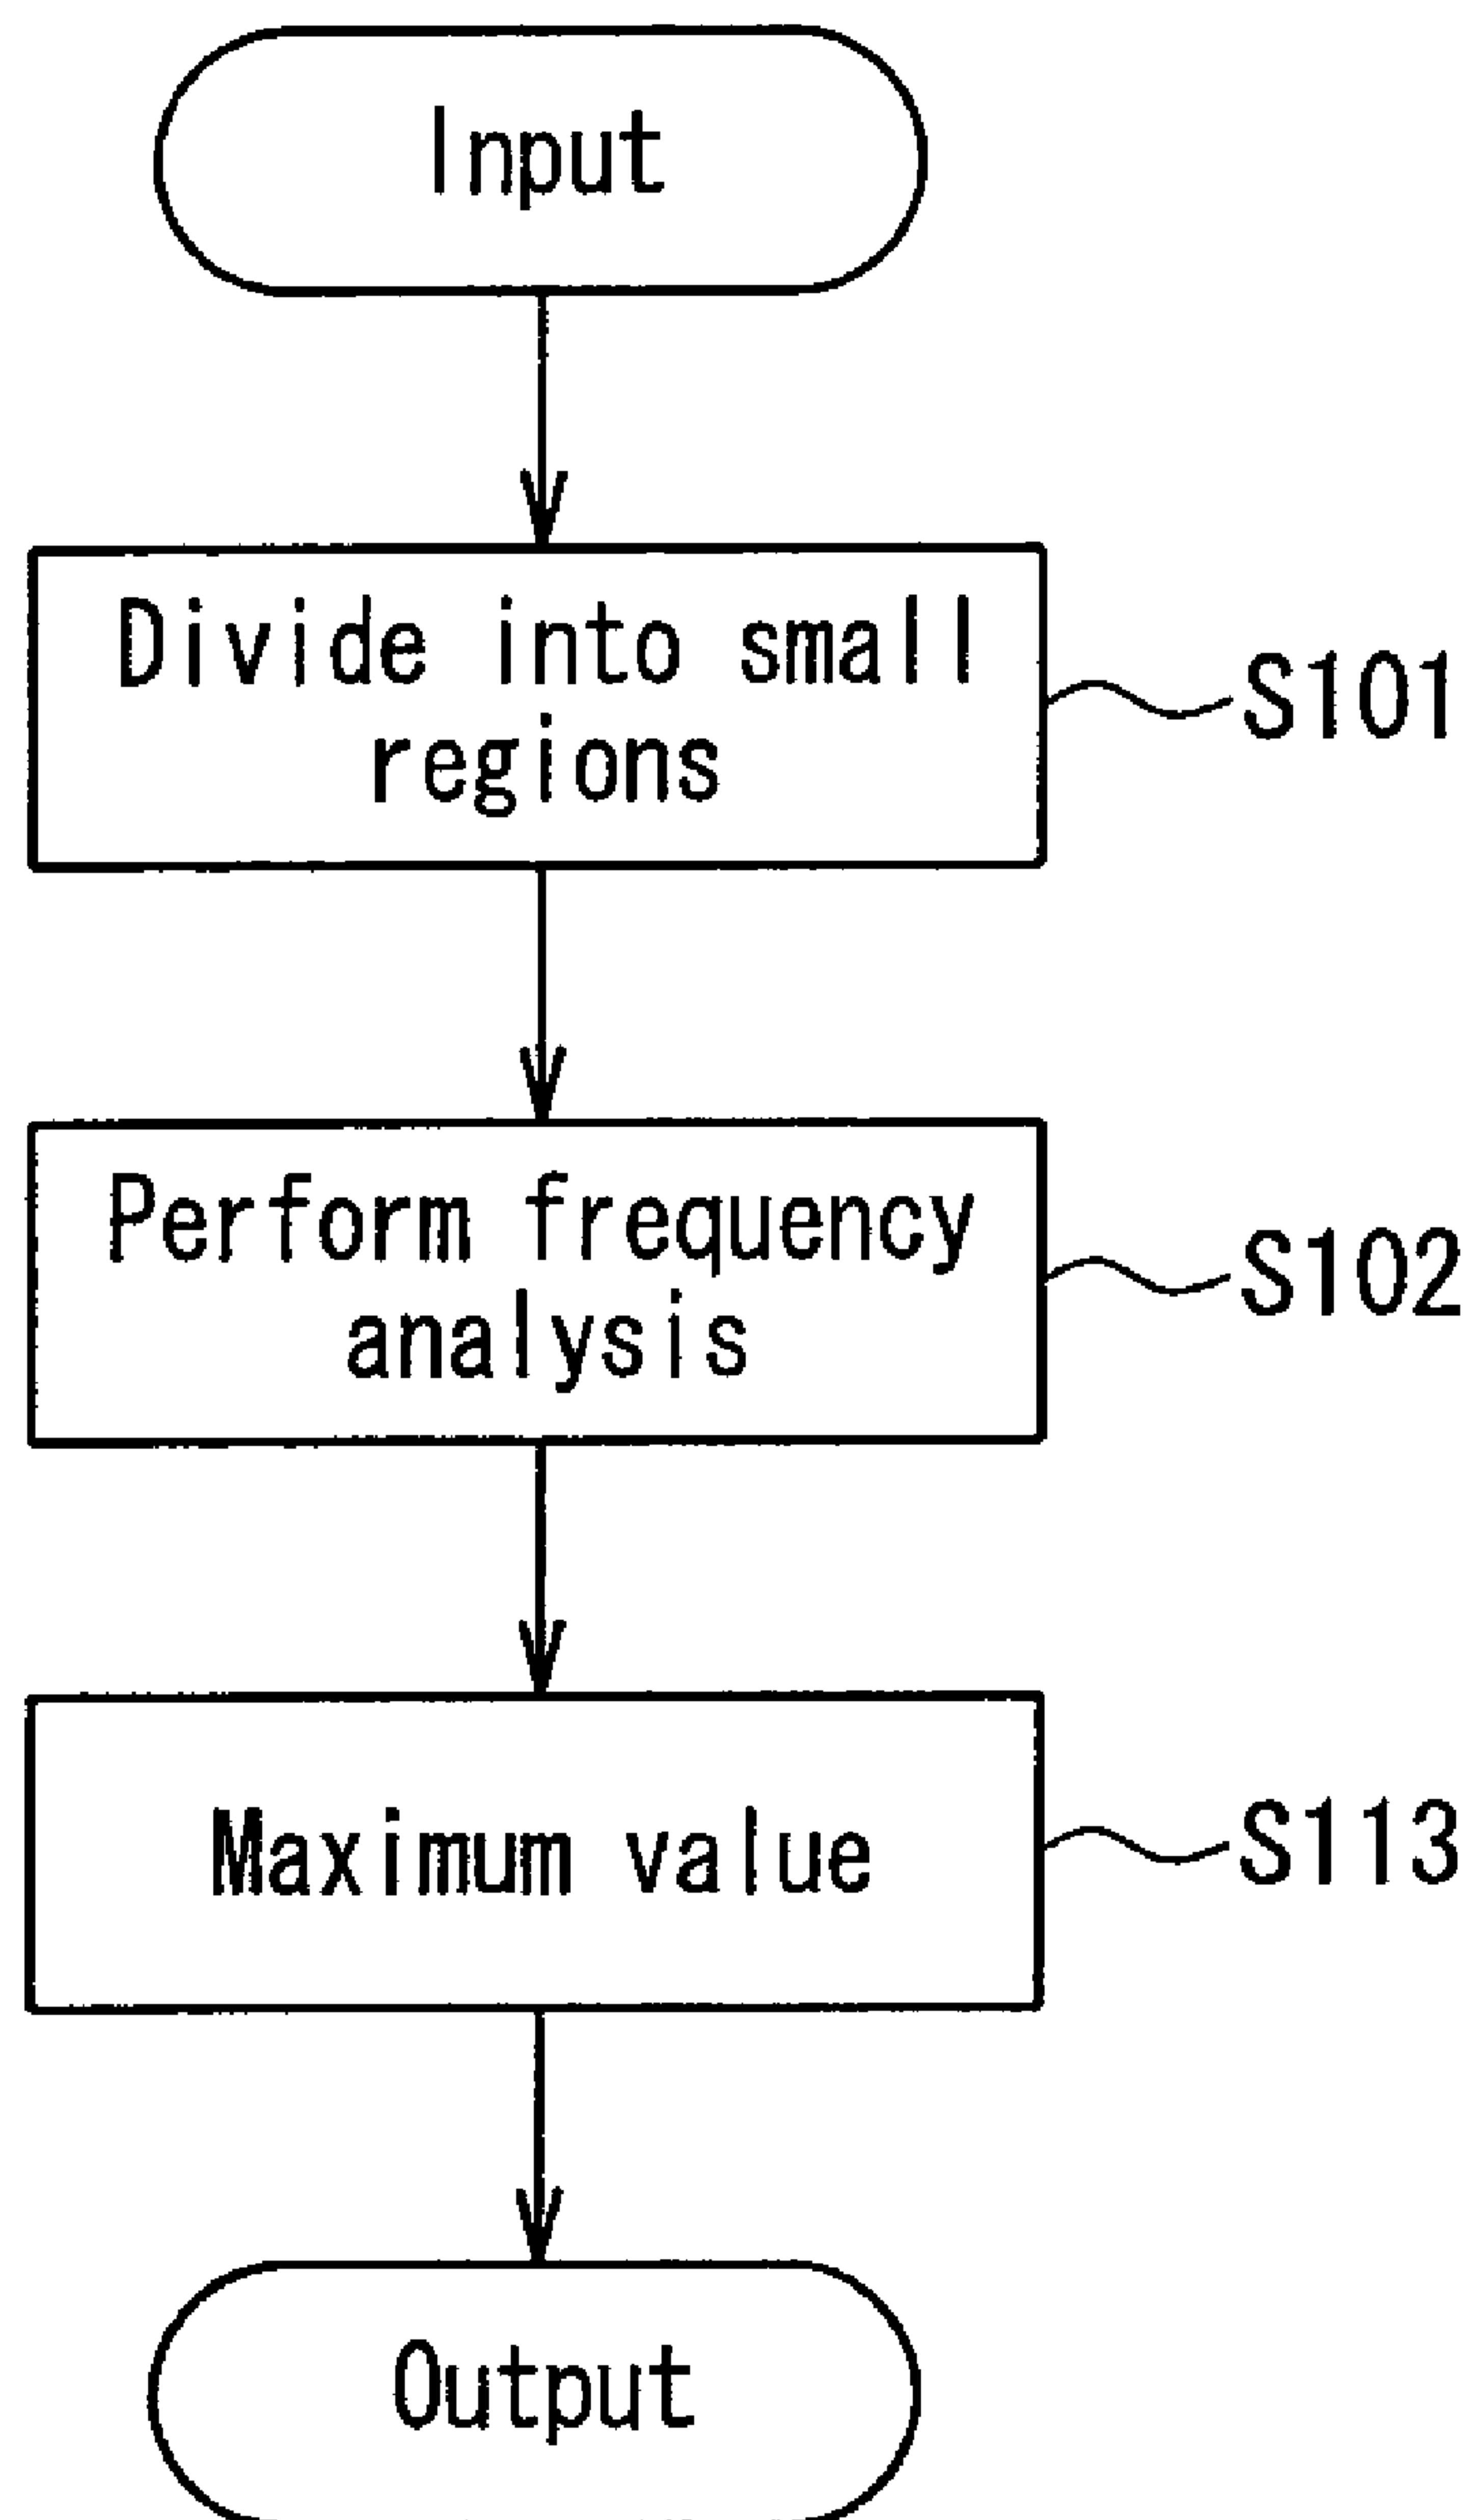 Input
Divide into small
regions
S101
Perform frequency
analysis
S102
Maximum value
S113
Output